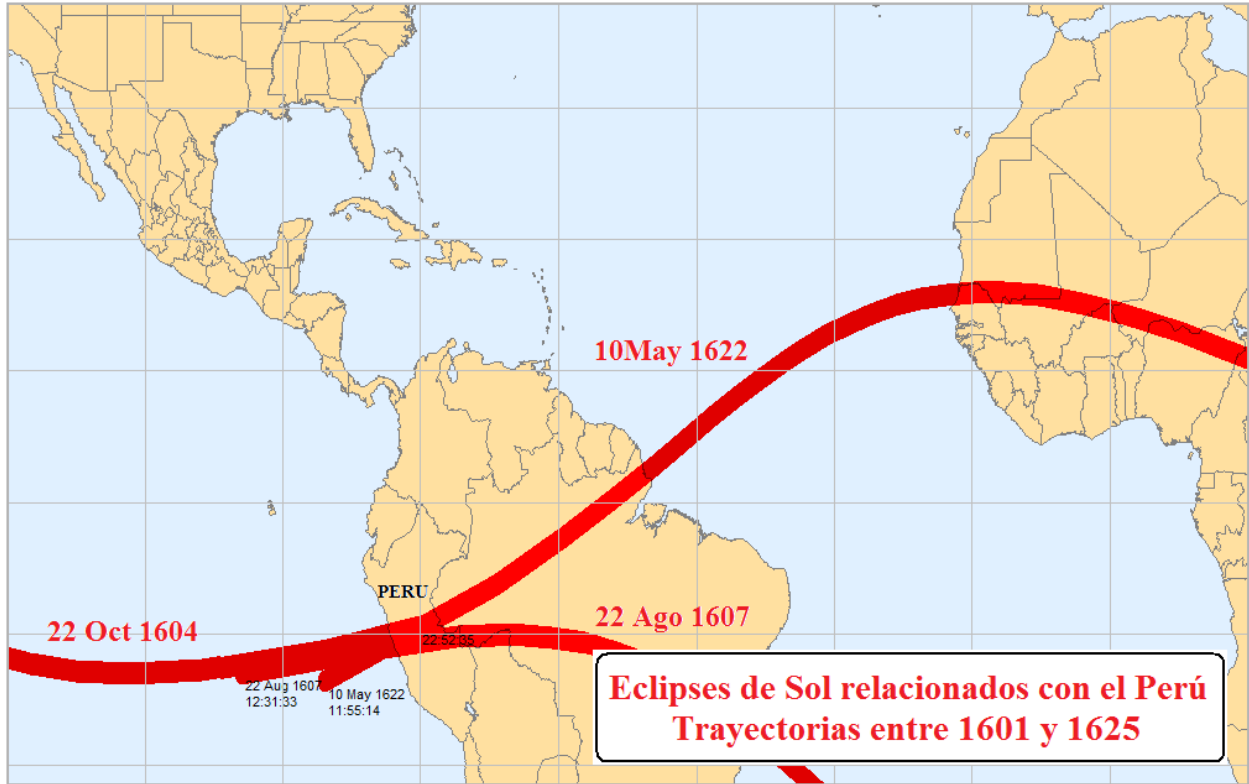 10May 1622
PERU
22 Oct 1604
22 Ago 1607
22:52:35
22 Aug 1607
12:31:33
10 May 1622
11:55:14
Eclipses de Sol relacionados con el Perú
Trayectorias entre 1601 y 1625